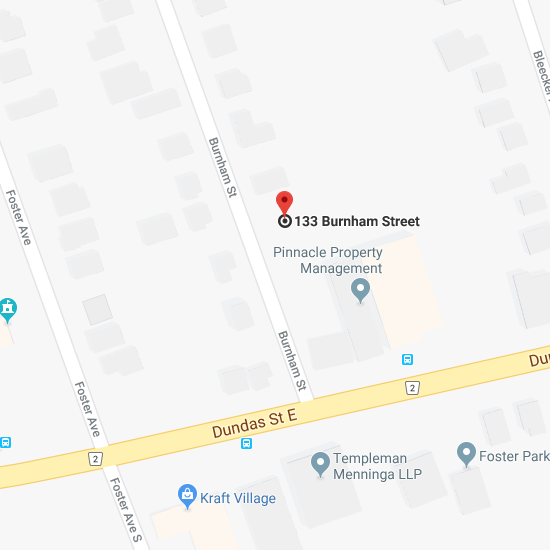 Bleecker
Burnham St
Foster Ave
133 Burnham Street
Pinnacle Property
Management
Burnham St
Dun
2
Foster Ave
Dundas St E
2
Templeman
Menninga LLP
Foster Park
Kraft Village
Foster Ave S